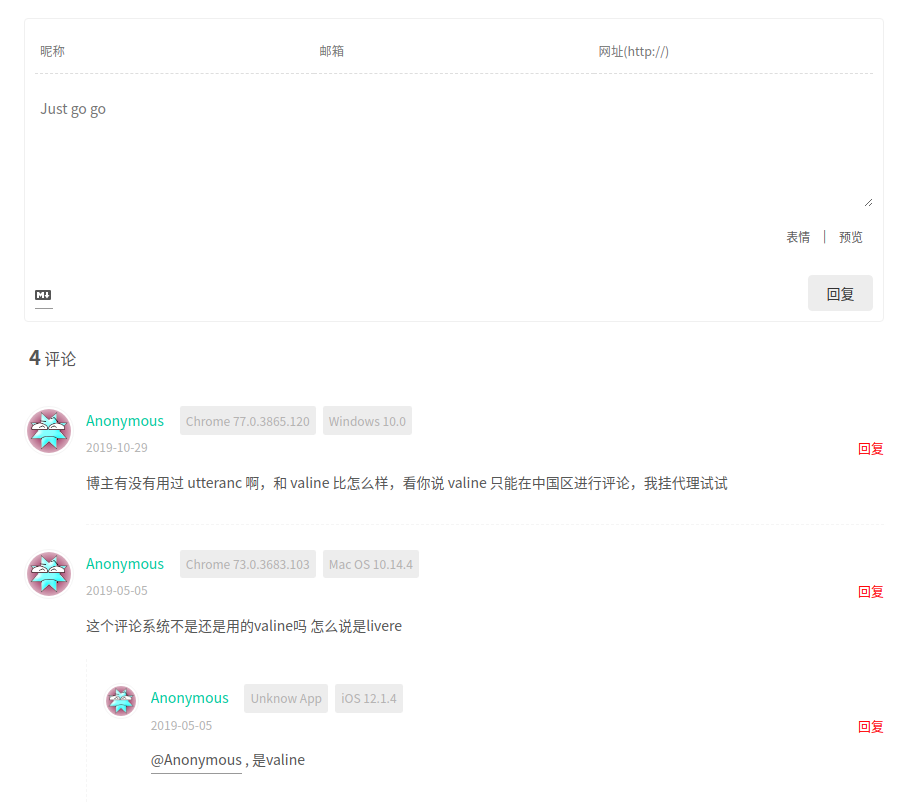 昵称 邮箱 网址(http://)
Just go go
表情 | 预览
M↓ 回复
4 评论
Anonymous Chrome 77.0.3865.120 Windows 10.0
2019-10-29 回复
博主有没有用过 utteranc 啊，和 valine 比怎么样，看你说 valine 只能在中国区进行评论，我挂代理试试
Anonymous Chrome 73.0.3683.103 Mac OS 10.14.4
2019-05-05 回复
这个评论系统不是还是用的valine吗 怎么说是livere
Anonymous Unknow App iOS 12.1.4
2019-05-05 回复
@Anonymous , 是valine